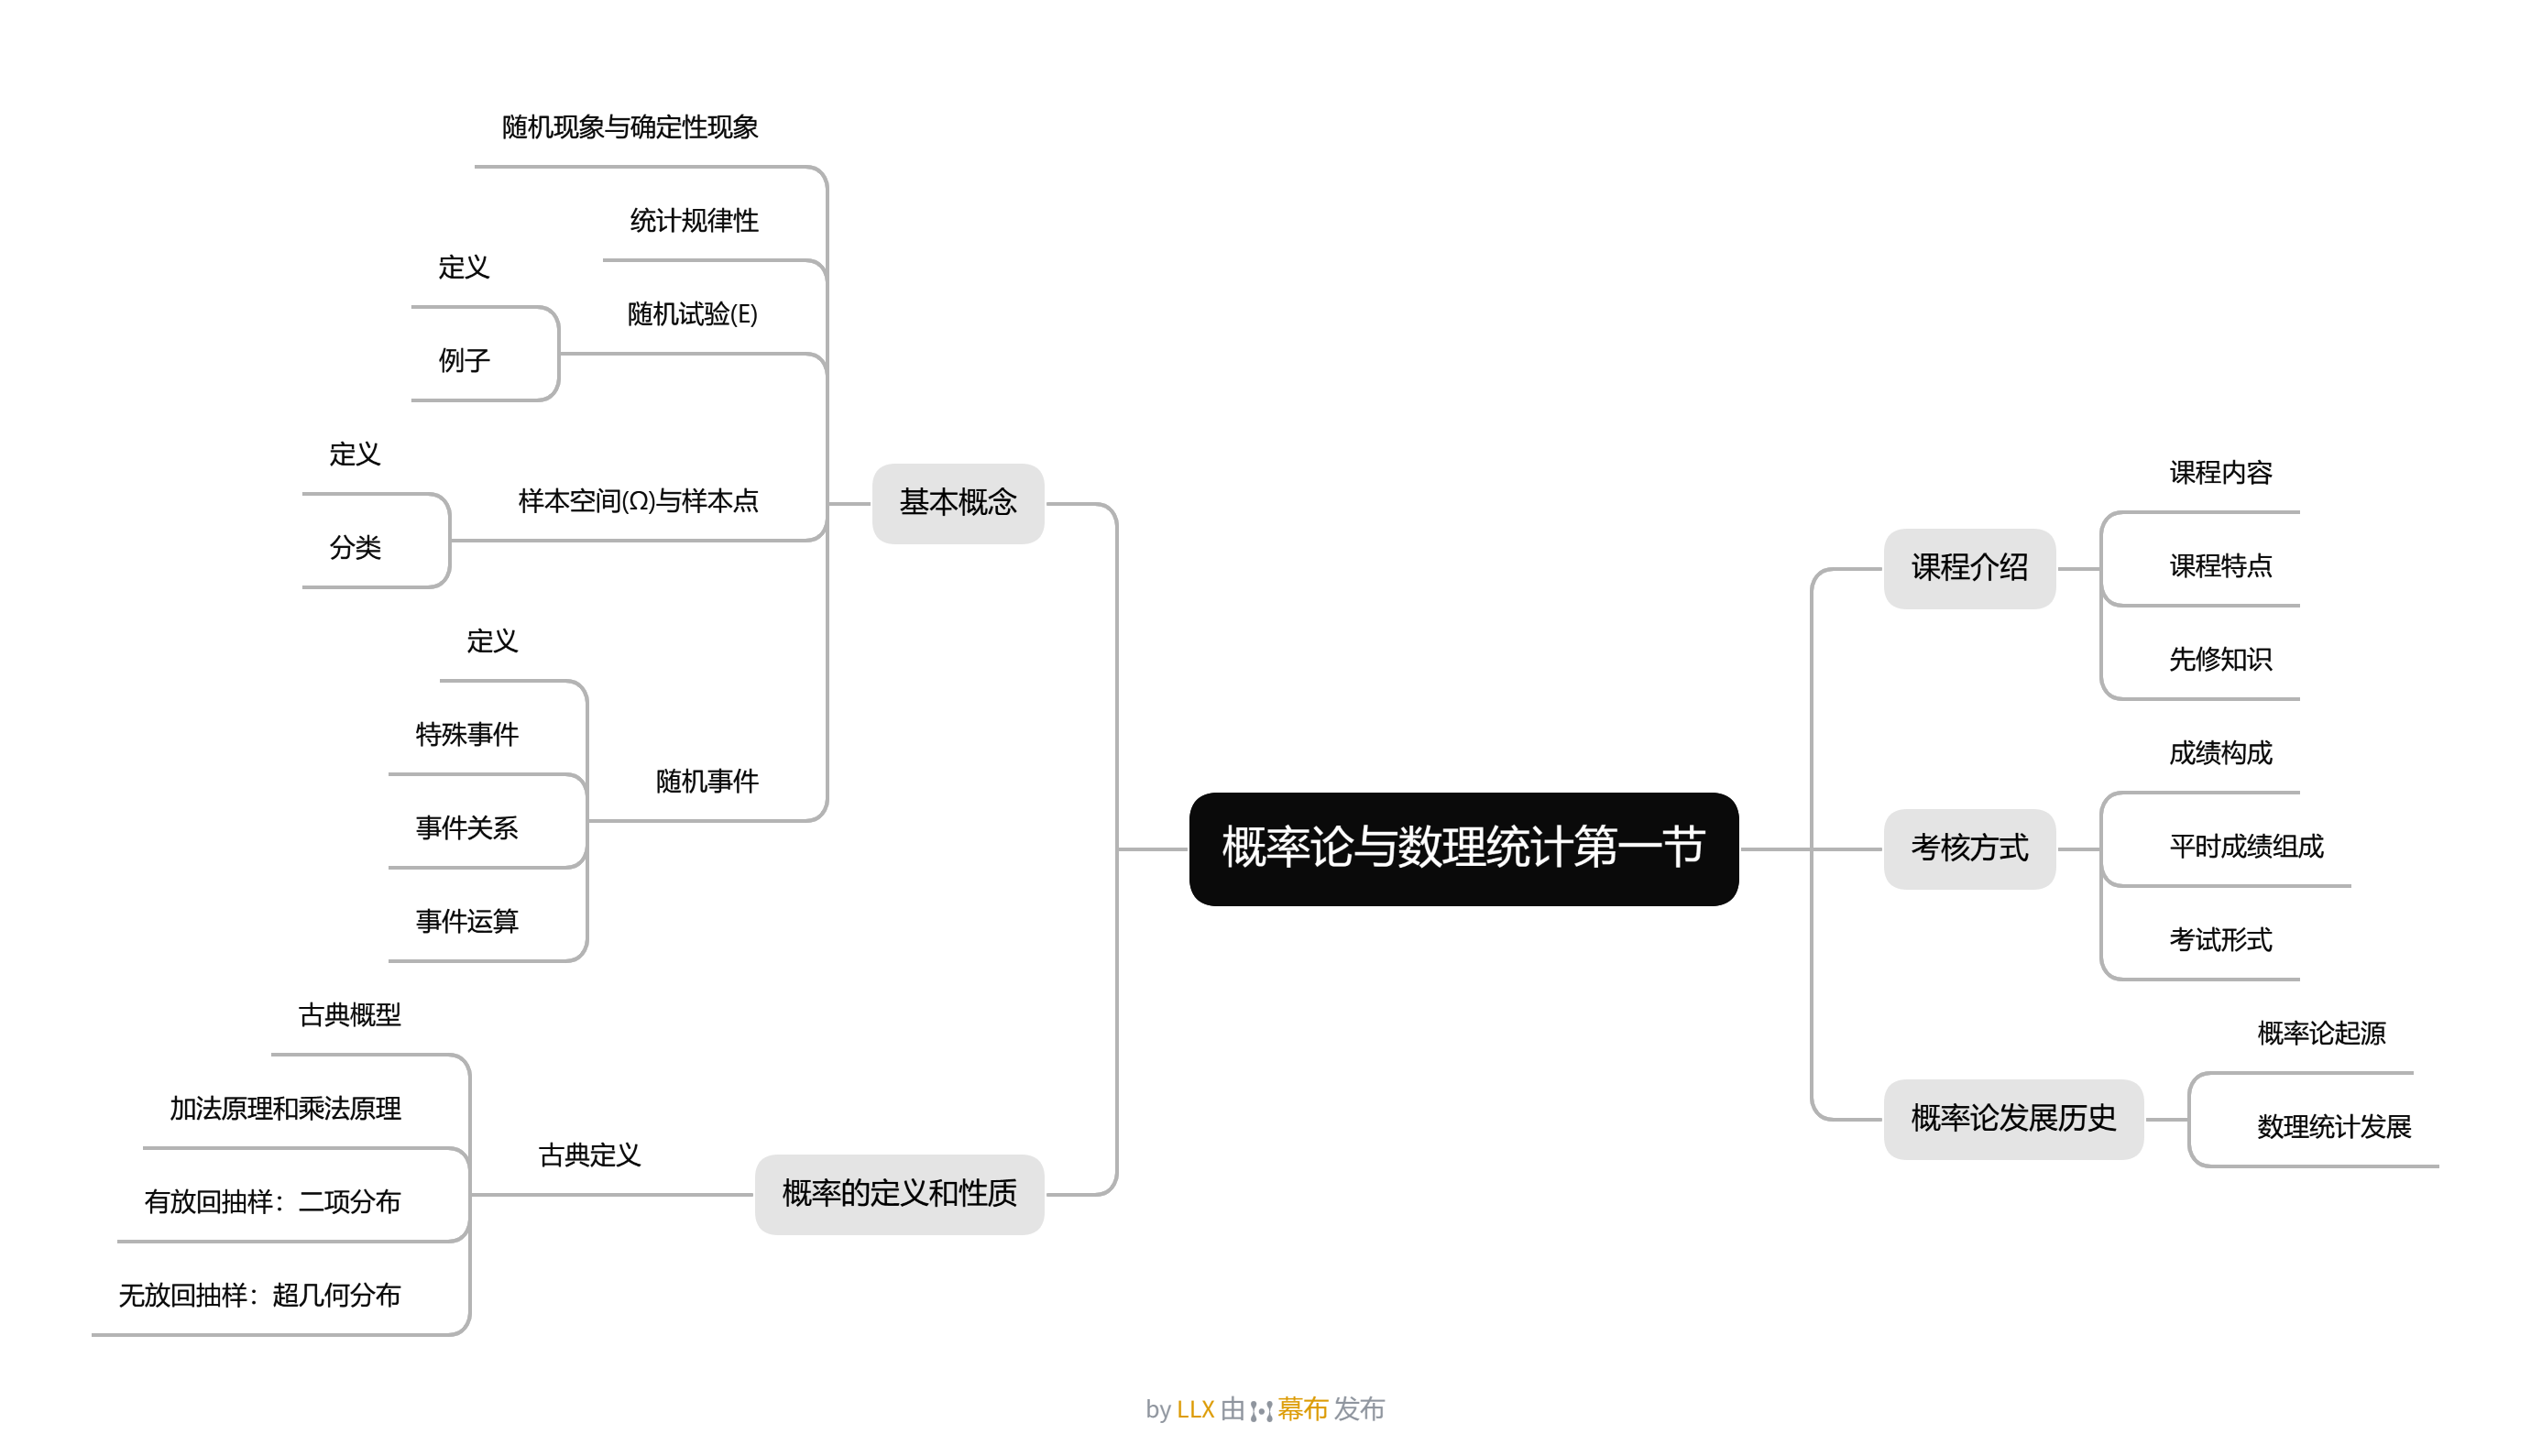 概率论与数理统计第一节
课程介绍
课程内容
课程特点
先修知识
考核方式
成绩构成
平时成绩组成
考试形式
概率论发展历史
概率论起源
数理统计发展
基本概念
随机现象与确定性现象
统计规律性
随机试验(E)
定义
例子
样本空间(Ω)与样本点
定义
分类
随机事件
定义
特殊事件
事件关系
事件运算
概率的定义和性质
古典定义
古典概型
加法原理和乘法原理
有放回抽样：二项分布
无放回抽样：超几何分布
by LLX 由 幕布 发布